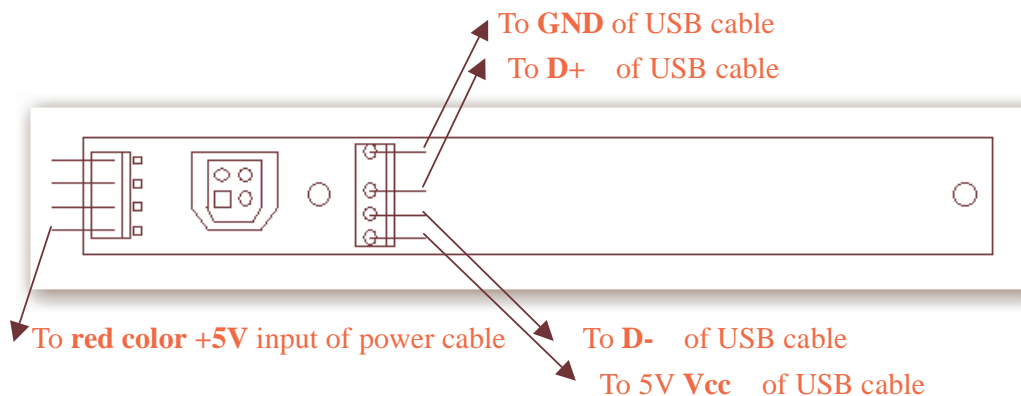 To GND of USB cable
To D+ of USB cable
To red color +5V input of power cable
To D- of USB cable
To 5V Vcc of USB cable